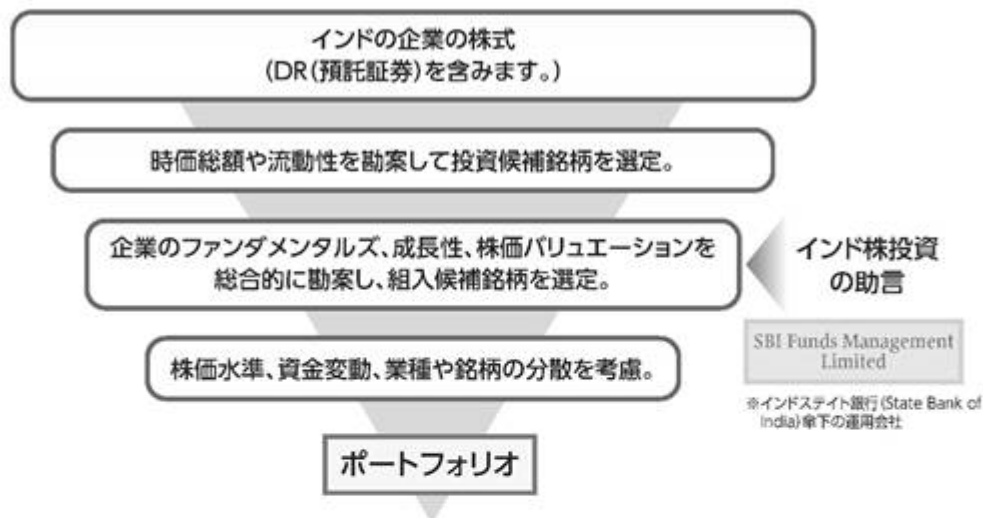 インドの企業の株式
(DR(預託証券)を含みます。)
時価総額や流動性を勘案して投資候補銘柄を選定。
企業のファンダメンタルズ、成長性、株価バリュエーションを
総合的に勘案し、組入候補銘柄を選定。
インド株投資
の助言
SBI Funds Management
Limited
※インドステイト銀行(State Bank of
India)傘下の運用会社
株価水準、資金変動、業種や銘柄の分散を考慮。
ポートフォリオ